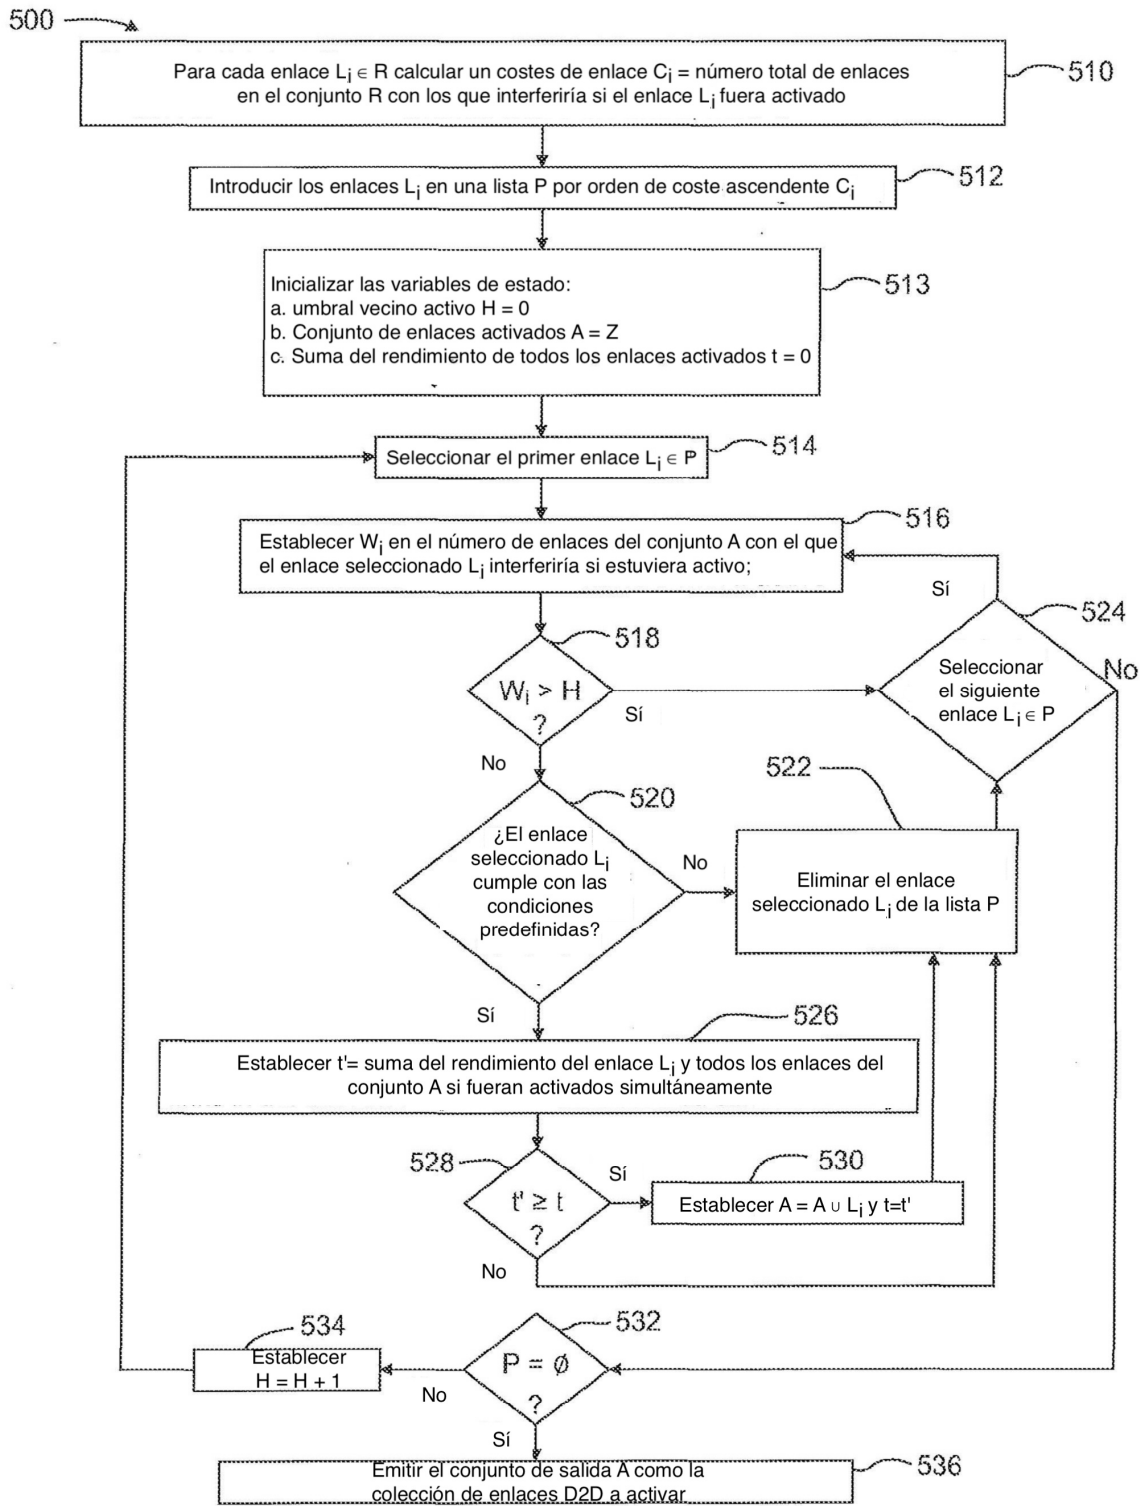 500
Para cada enlace Li ∈ R calcular un costes de enlace Ci = número total de enlaces
en el conjunto R con los que interferiría si el enlace Li fuera activado
510
Introducir los enlaces Li en una lista P por orden de coste ascendente Ci
512
Inicializar las variables de estado:
a. umbral vecino activo H = 0
b. Conjunto de enlaces activados A = Z
c. Suma del rendimiento de todos los enlaces activados t = 0
513
Seleccionar el primer enlace Li ∈ P
514
Establecer Wi en el número de enlaces del conjunto A con el que
el enlace seleccionado Li interferiría si estuviera activo;
516
Sí
524
518
Wi > H
?
Sí
No
Seleccionar
el siguiente
enlace Li ∈ P
No
520
¿El enlace
seleccionado Li
cumple con las
condiciones
predefinidas?
No
Sí
522
Eliminar el enlace
seleccionado Li de la lista P
526
Establecer t'= suma del rendimiento del enlace Li y todos los enlaces del
conjunto A si fueran activados simultáneamente
528
t' ≥ t
?
Sí
No
530
Establecer A = A ∪ Li y t=t'
532
P = ∅
?
No
Sí
534
Establecer
H = H + 1
Emitir el conjunto de salida A como la
colección de enlaces D2D a activar
536